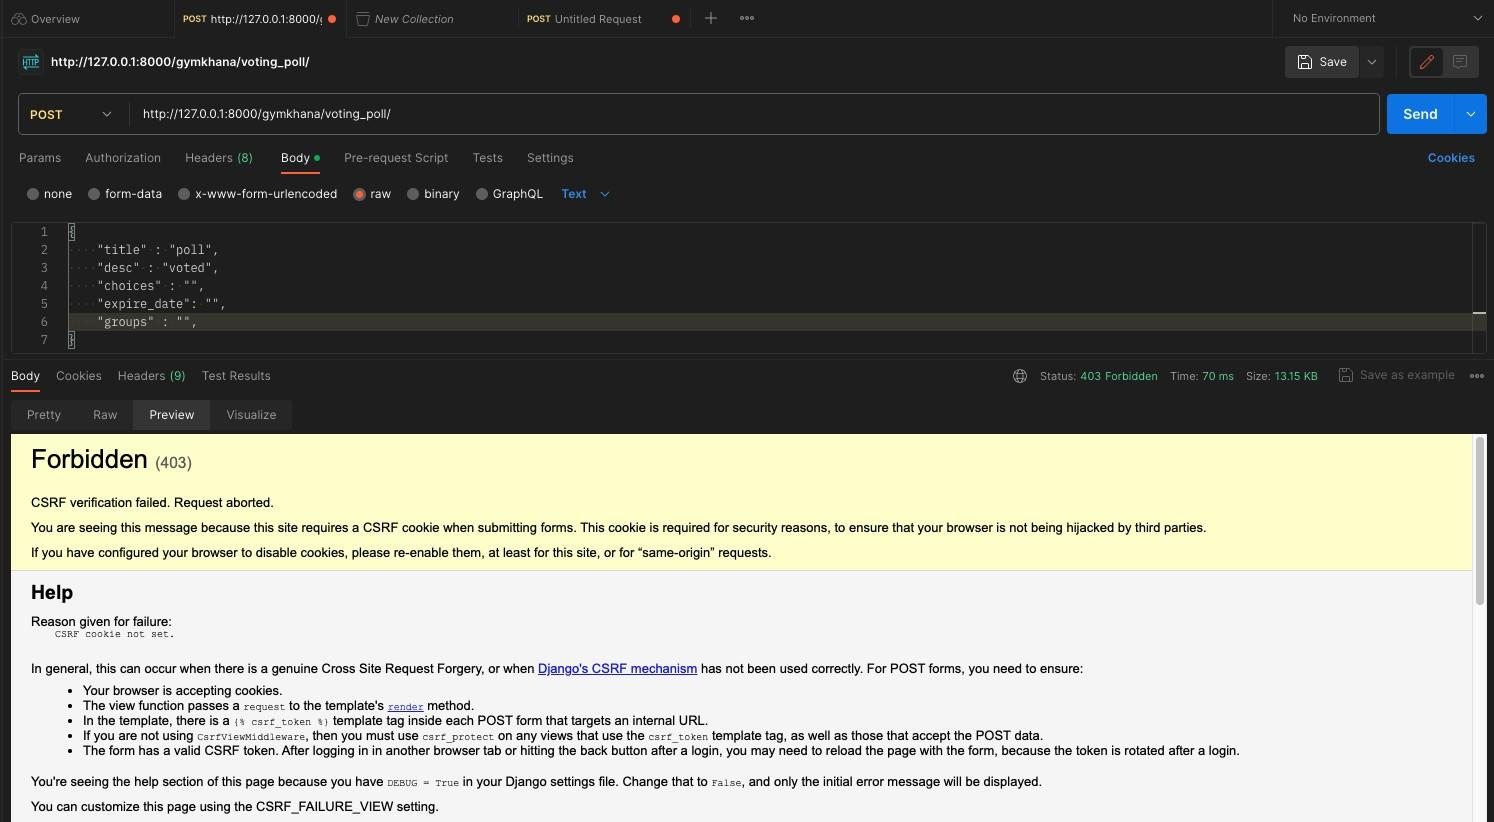 Overview
POST http://127.0.0.1:8000/g
New Collection
POST Untitled Request
No Environment
HTTP http://127.0.0.1:8000/gymkhana/voting_poll/
Save
POST http://127.0.0.1:8000/gymkhana/voting_poll/
Send
Params Authorization Headers (8) Body Pre-request Script Tests Settings Cookies
none form-data x-www-form-urlencoded raw binary GraphQL Text
1 {
2 "title" : "poll",
3 "desc" : "voted",
4 "choices" : "",
5 "expire_date": "",
6 "groups" : "",
7 }
Body Cookies Headers (9) Test Results Status: 403 Forbidden Time: 70 ms Size: 13.15 KB Save as example
Pretty Raw Preview Visualize
Forbidden (403)
CSRF verification failed. Request aborted.
You are seeing this message because this site requires a CSRF cookie when submitting forms. This cookie is required for security reasons, to ensure that your browser is not being hijacked by third parties.
If you have configured your browser to disable cookies, please re-enable them, at least for this site, or for “same-origin” requests.
Help
Reason given for failure:
CSRF cookie not set.
In general, this can occur when there is a genuine Cross Site Request Forgery, or when Django's CSRF mechanism has not been used correctly. For POST forms, you need to ensure:
• Your browser is accepting cookies.
• The view function passes a request to the template's render method.
• In the template, there is a {% csrf_token %} template tag inside each POST form that targets an internal URL.
• If you are not using CsrfViewMiddleware, then you must use csrf_protect on any views that use the csrf_token template tag, as well as those that accept the POST data.
• The form has a valid CSRF token. After logging in in another browser tab or hitting the back button after a login, you may need to reload the page with the form, because the token is rotated after a login.
You're seeing the help section of this page because you have DEBUG = True in your Django settings file. Change that to False, and only the initial error message will be displayed.
You can customize this page using the CSRF_FAILURE_VIEW setting.